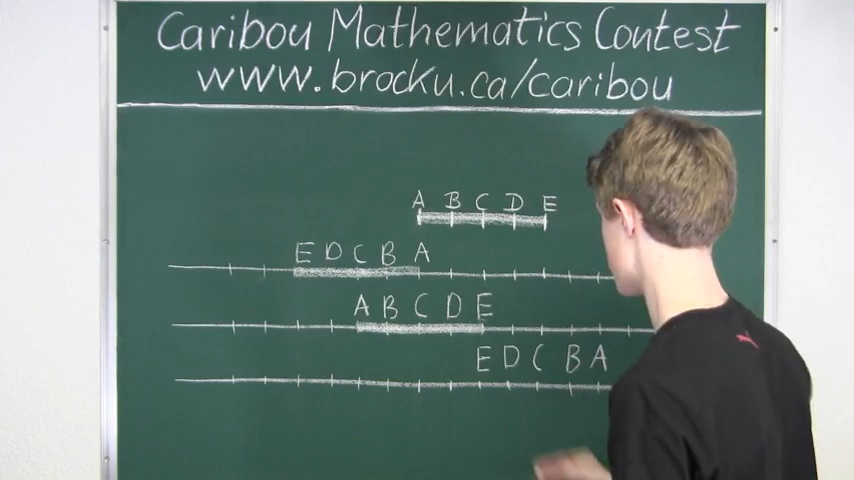 Caribou Mathematics Contest
www.brocku.ca/caribou
A B C D E
E D C B A
A B C D E
E D C B A